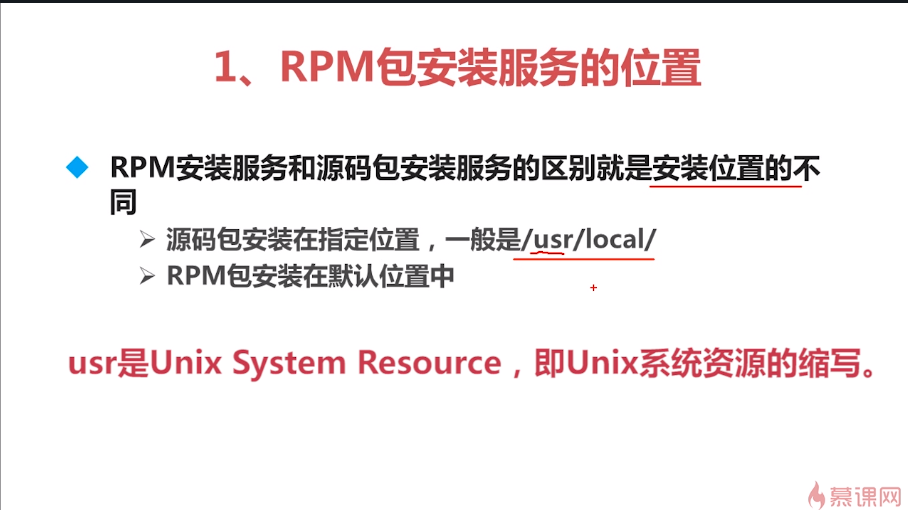 1、RPM包安装服务的位置
RPM安装服务和源码包安装服务的区别就是安装位置的不
同
源码包安装在指定位置，一般是/usr/local/
RPM包安装在默认位置中
usr是Unix System Resource，即Unix系统资源的缩写。
慕课网